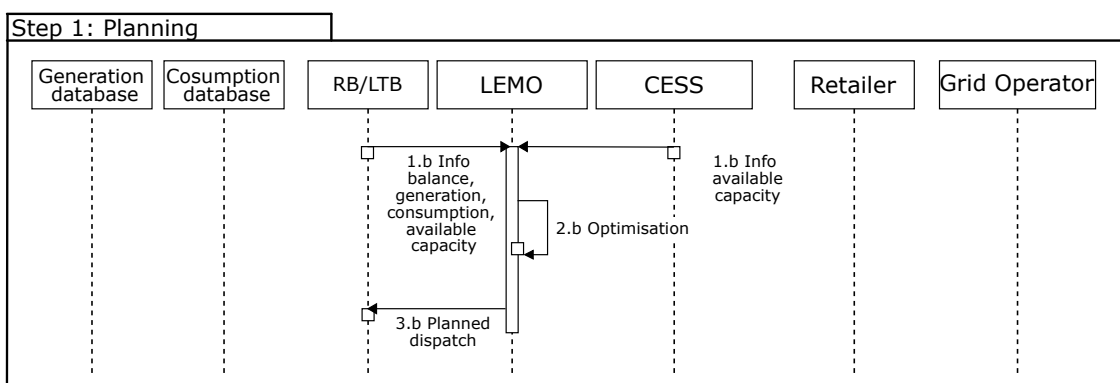 Step 1: Planning
Generation
database
Cosumption
database
RB/LTB
LEMO
CESS
Retailer
Grid Operator
1.b Info
balance,
generation,
consumption,
available
capacity
1.b Info
available
capacity
2.b Optimisation
3.b Planned
dispatch